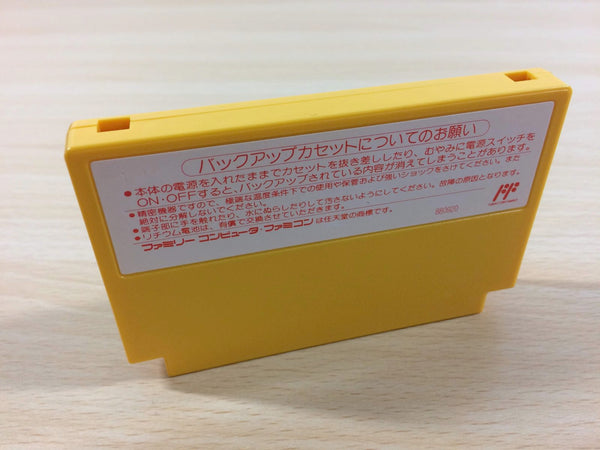 バックアップカセットについてのお願い
●本体の電源を入れたままでカセットを抜き差ししたり、むやみに電源スイッチを
ON・OFFすると、バックアップされている内容が消えてしまうことがあります。
●精密機器ですので、極端な温度条件下での使用や保管および強いショックをさけてください。また
絶対に分解しないでください。
●端子部に手を触れたり、水にぬらしたりして汚さないようにしてください。故障の原因となります。
●リチウム電池は、有償で交換させていただきます。
ファミリーコンピュータ・ファミコンは任天堂の商標です。